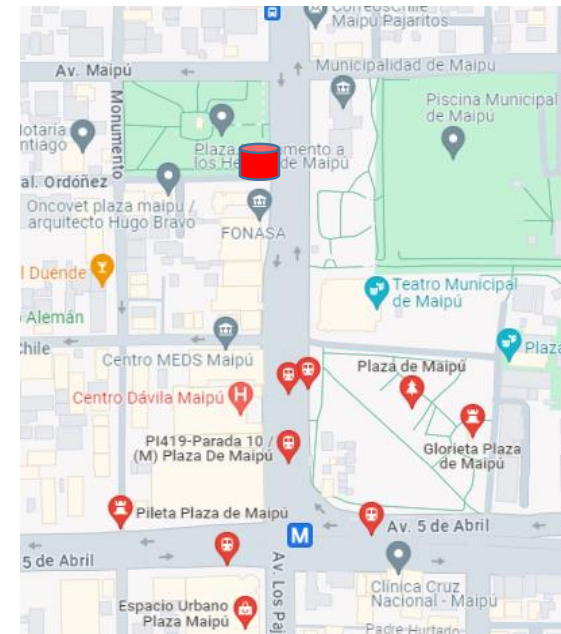 CorreosChile
Maipú Pajaritos
Av. Maipú
Municipalidad de Maipú
Monumento
Piscina Municipal
de Maipú
Plaza
los He de Maipú
al. Ordóñez
Oncovet plaza maipu /
arquitecto Hugo Bravo
FONASA
Duende
Teatro Municipal
de Maipú
Alemán
Chile
Centro MEDS Maipú
Plaza
Plaza de Maipú
Centro Dávila Maipú
H
PI419-Parada 10 /
(M) Plaza De Maipú
Glorieta Plaza
de Maipú
Pileta Plaza de Maipú
M
Av. 5 de Abril
5 de Abril
Av. Los Paj
Clínica Cruz
Nacional - Maipú
Espacio Urbano
Plaza Maipú
Padre Hurtado